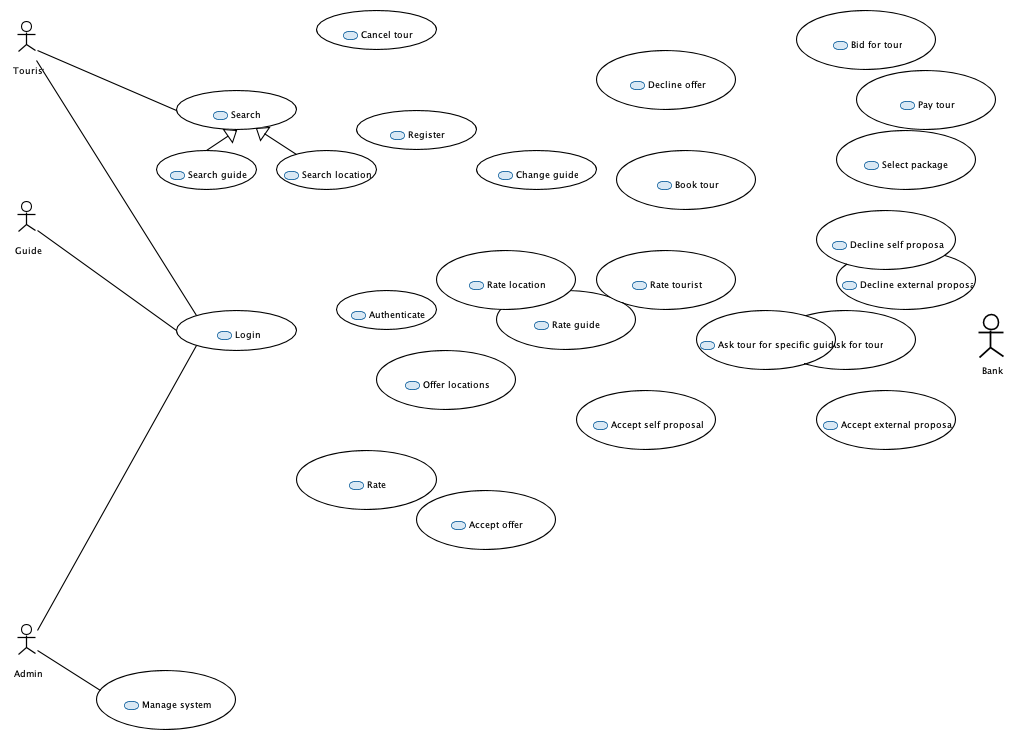 Cancel tour
Bid for tour
Touris
Decline offer
Pay tour
Search
Register
Select package
Search guide
Search location
Change guide
Book tour
Guide
Decline self proposa
Rate location
Rate tourist
Decline external proposa
Authenticate
Rate guide
Login
Ask tour for specific guid
sk for tour
Bank
Offer locations
Accept self proposal
Accept external proposa
Rate
Accept offer
Admin
Manage system